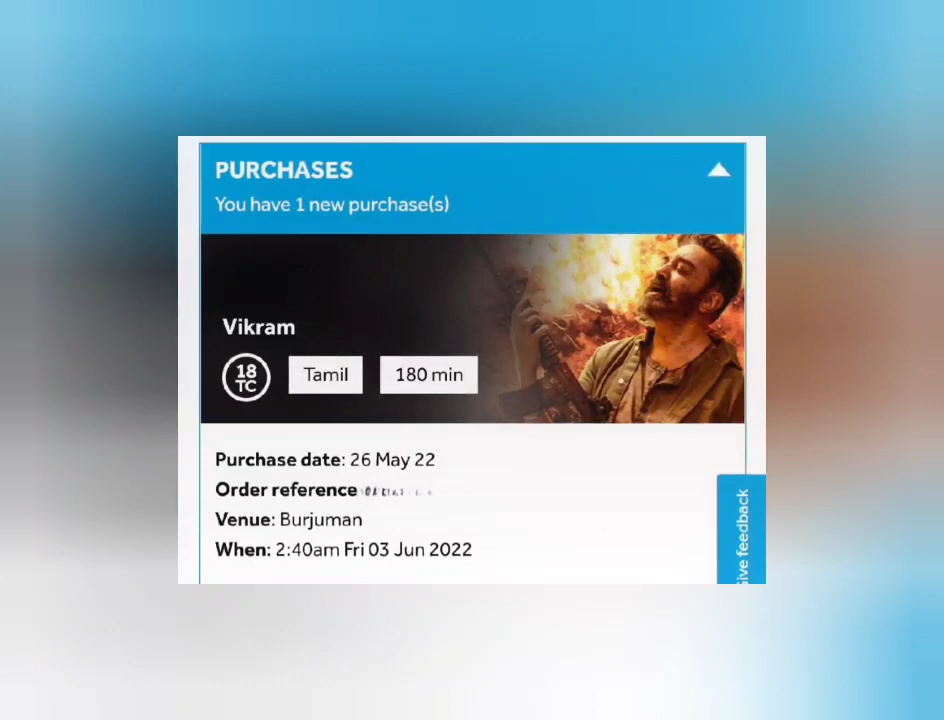 PURCHASES
You have 1 new purchase(s)
Vikram
18
TC
Tamil
180 min
Purchase date: 26 May 22
Order reference
Venue: Burjuman
When: 2:40am Fri 03 Jun 2022
Give feedback